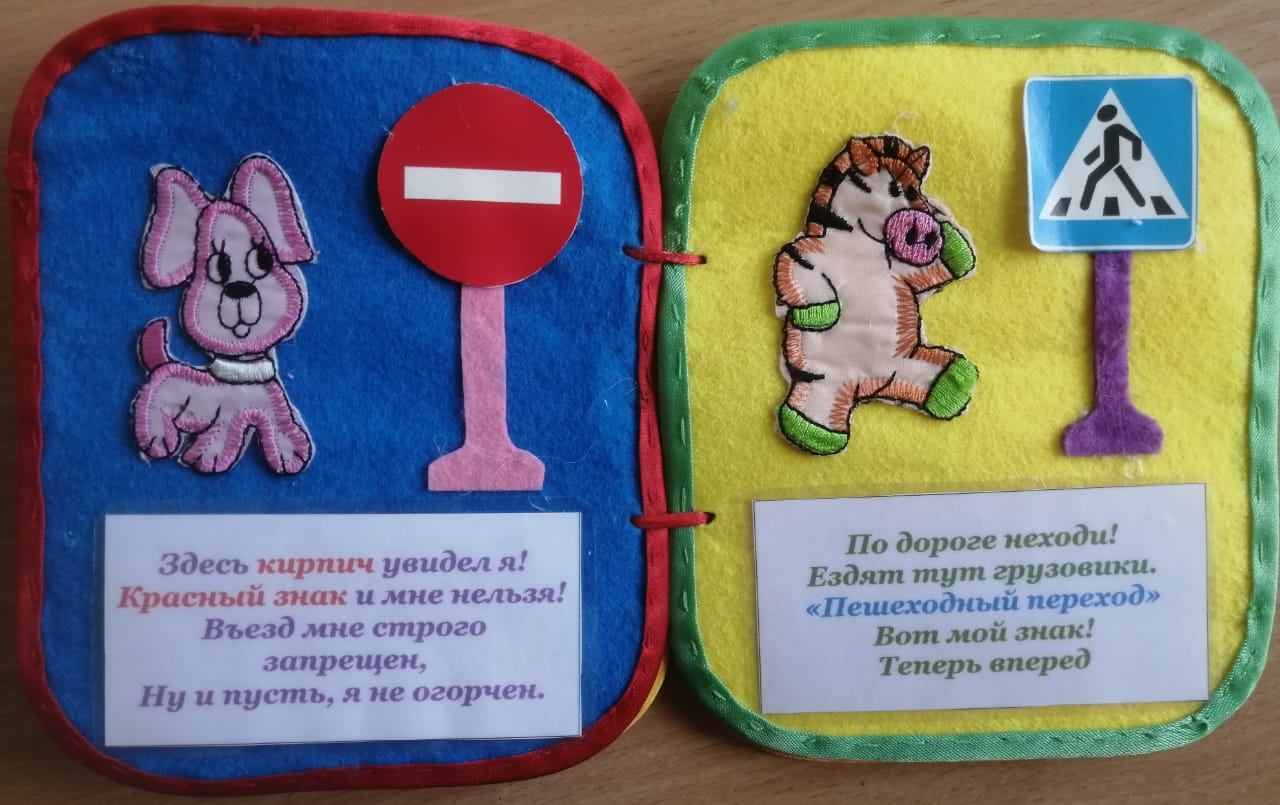 Здесь кирпич увидел я!
Красный знак и мне нельзя!
Въезд мне строго
запрещен,
Ну и пусть, я не огорчен.
По дороге неходи!
Ездят тут грузовики.
«Пешеходный переход»
Вот мой знак!
Теперь вперед